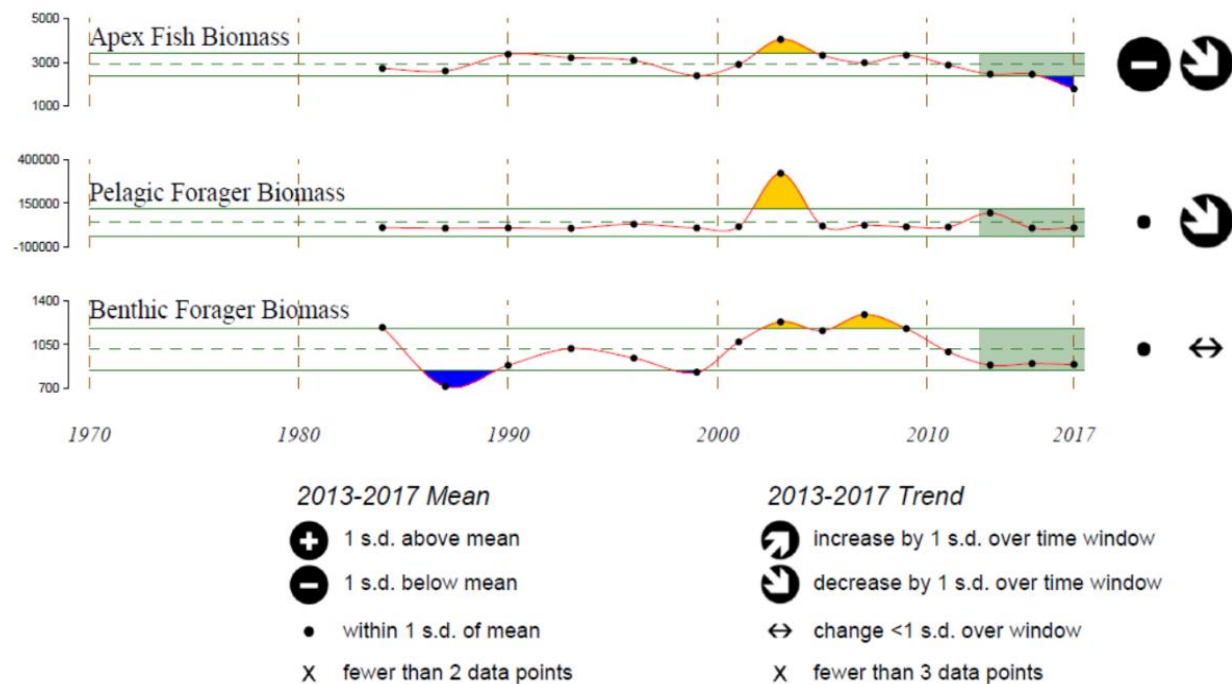 5000
Apex Fish Biomass
3000
1000
400000
Pelagic Forager Biomass
150000
-100000
1400
Benthic Forager Biomass
1050
700
1970 1980 1990 2000 2010 2017
2013-2017 Mean
1 s.d. above mean
1 s.d. below mean
within 1 s.d. of mean
x fewer than 2 data points
2013-2017 Trend
increase by 1 s.d. over time window
decrease by 1 s.d. over time window
change <1 s.d. over window
x fewer than 3 data points